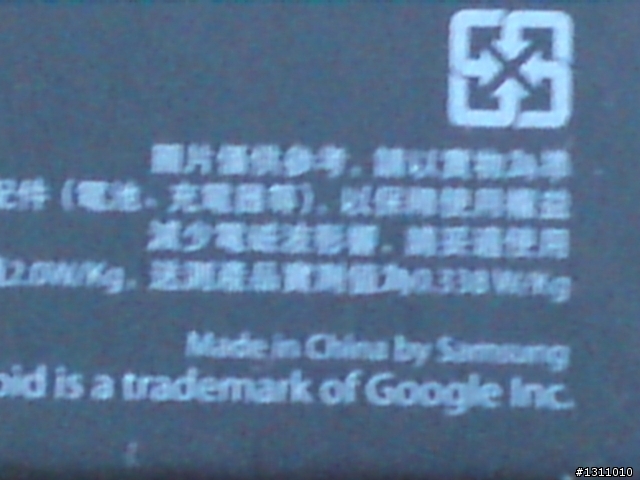 圖片僅供參考，請以實物為準
配件（電池、充電器等），以保障使用權益
減少電磁波影響，請妥適使用
2.0W/Kg，送測產品實測值為0.338W/Kg
Made in China by Samsung
oid is a trademark of Google Inc.
#1311010